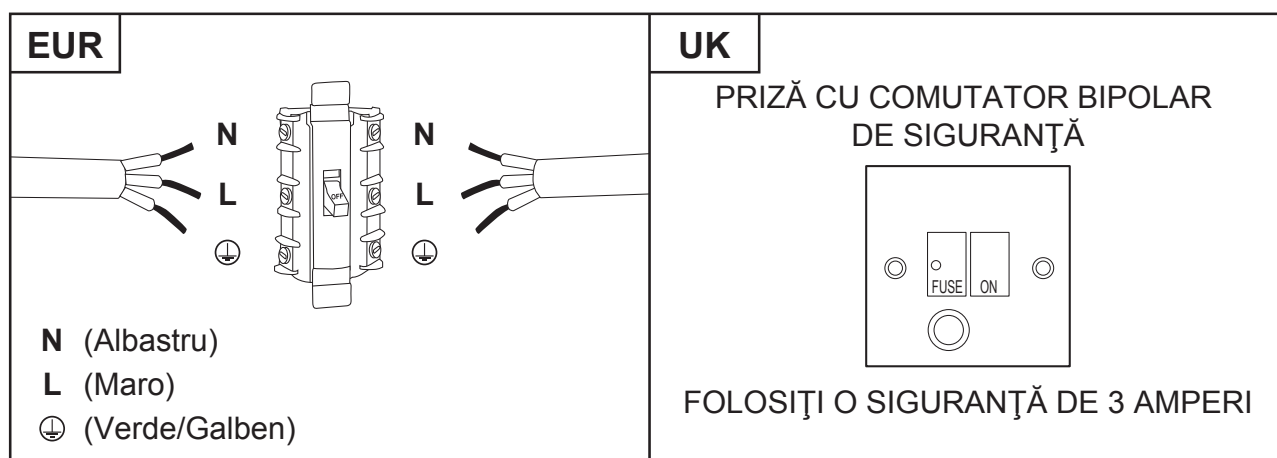 EUR
N N
L OFF L
N (Albastru)
L (Maro)
(Verde/Galben)
UK
PRIZĂ CU COMUTATOR BIPOLAR
DE SIGURANŢĂ
FUSE ON
FOLOSIŢI O SIGURANŢĂ DE 3 AMPERI